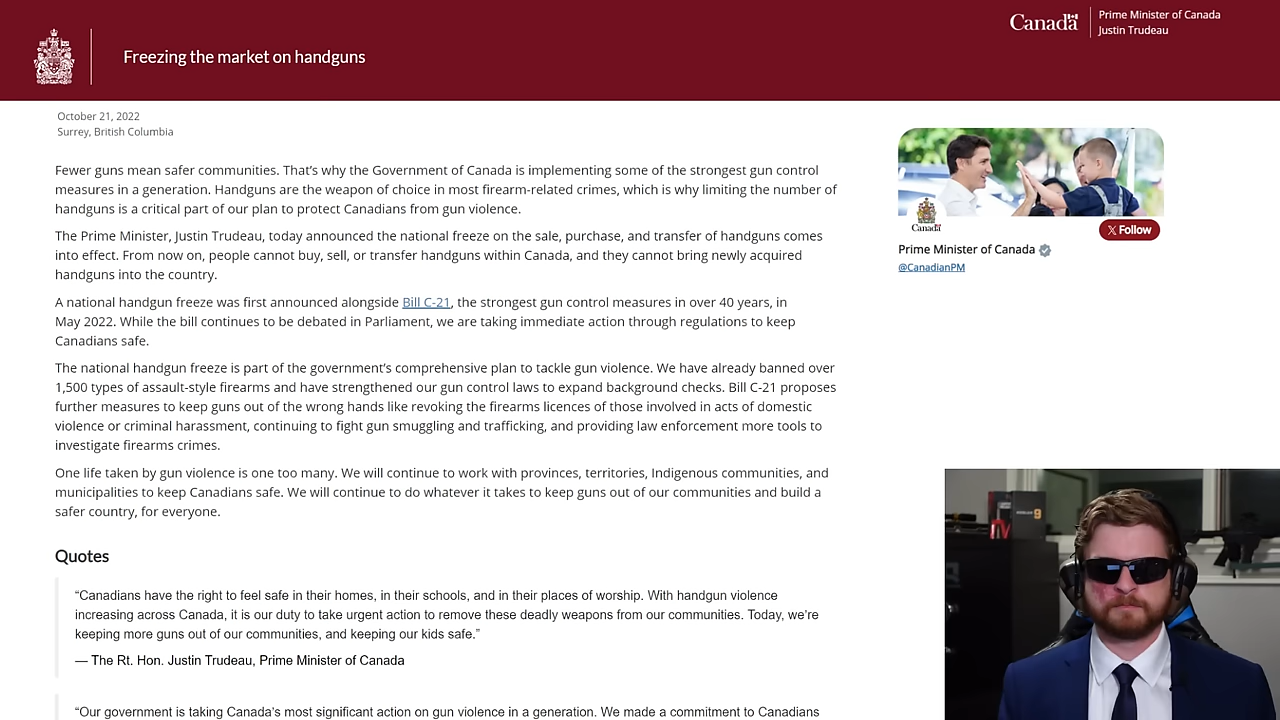 Canada
Prime Minister of Canada
Justin Trudeau
Freezing the market on handguns
October 21, 2022
Surrey, British Columbia
Fewer guns mean safer communities. That's why the Government of Canada is implementing some of the strongest gun control
measures in a generation. Handguns are the weapon of choice in most firearm-related crimes, which is why limiting the number of
handguns is a critical part of our plan to protect Canadians from gun violence.
The Prime Minister, Justin Trudeau, today announced the national freeze on the sale, purchase, and transfer of handguns comes
into effect. From now on, people cannot buy, sell, or transfer handguns within Canada, and they cannot bring newly acquired
handguns into the country.
A national handgun freeze was first announced alongside Bill C-21, the strongest gun control measures in over 40 years, in
May 2022. While the bill continues to be debated in Parliament, we are taking immediate action through regulations to keep
Canadians safe.
The national handgun freeze is part of the government's comprehensive plan to tackle gun violence. We have already banned over
1,500 types of assault-style firearms and have strengthened our gun control laws to expand background checks. Bill C-21 proposes
further measures to keep guns out of the wrong hands like revoking the firearms licences of those involved in acts of domestic
violence or criminal harassment, continuing to fight gun smuggling and trafficking, and providing law enforcement more tools to
investigate firearms crimes.
One life taken by gun violence is one too many. We will continue to work with provinces, territories, Indigenous communities, and
municipalities to keep Canadians safe. We will continue to do whatever it takes to keep guns out of our communities and build a
safer country, for everyone.
Quotes
“Canadians have the right to feel safe in their homes, in their schools, and in their places of worship. With handgun violence
increasing across Canada, it is our duty to take urgent action to remove these deadly weapons from our communities. Today, we’re
keeping more guns out of our communities, and keeping our kids safe.”
— The Rt. Hon. Justin Trudeau, Prime Minister of Canada
“Our government is taking Canada’s most significant action on gun violence in a generation. We made a commitment to Canadians
Canada
X Follow
Prime Minister of Canada
@CanadianPM